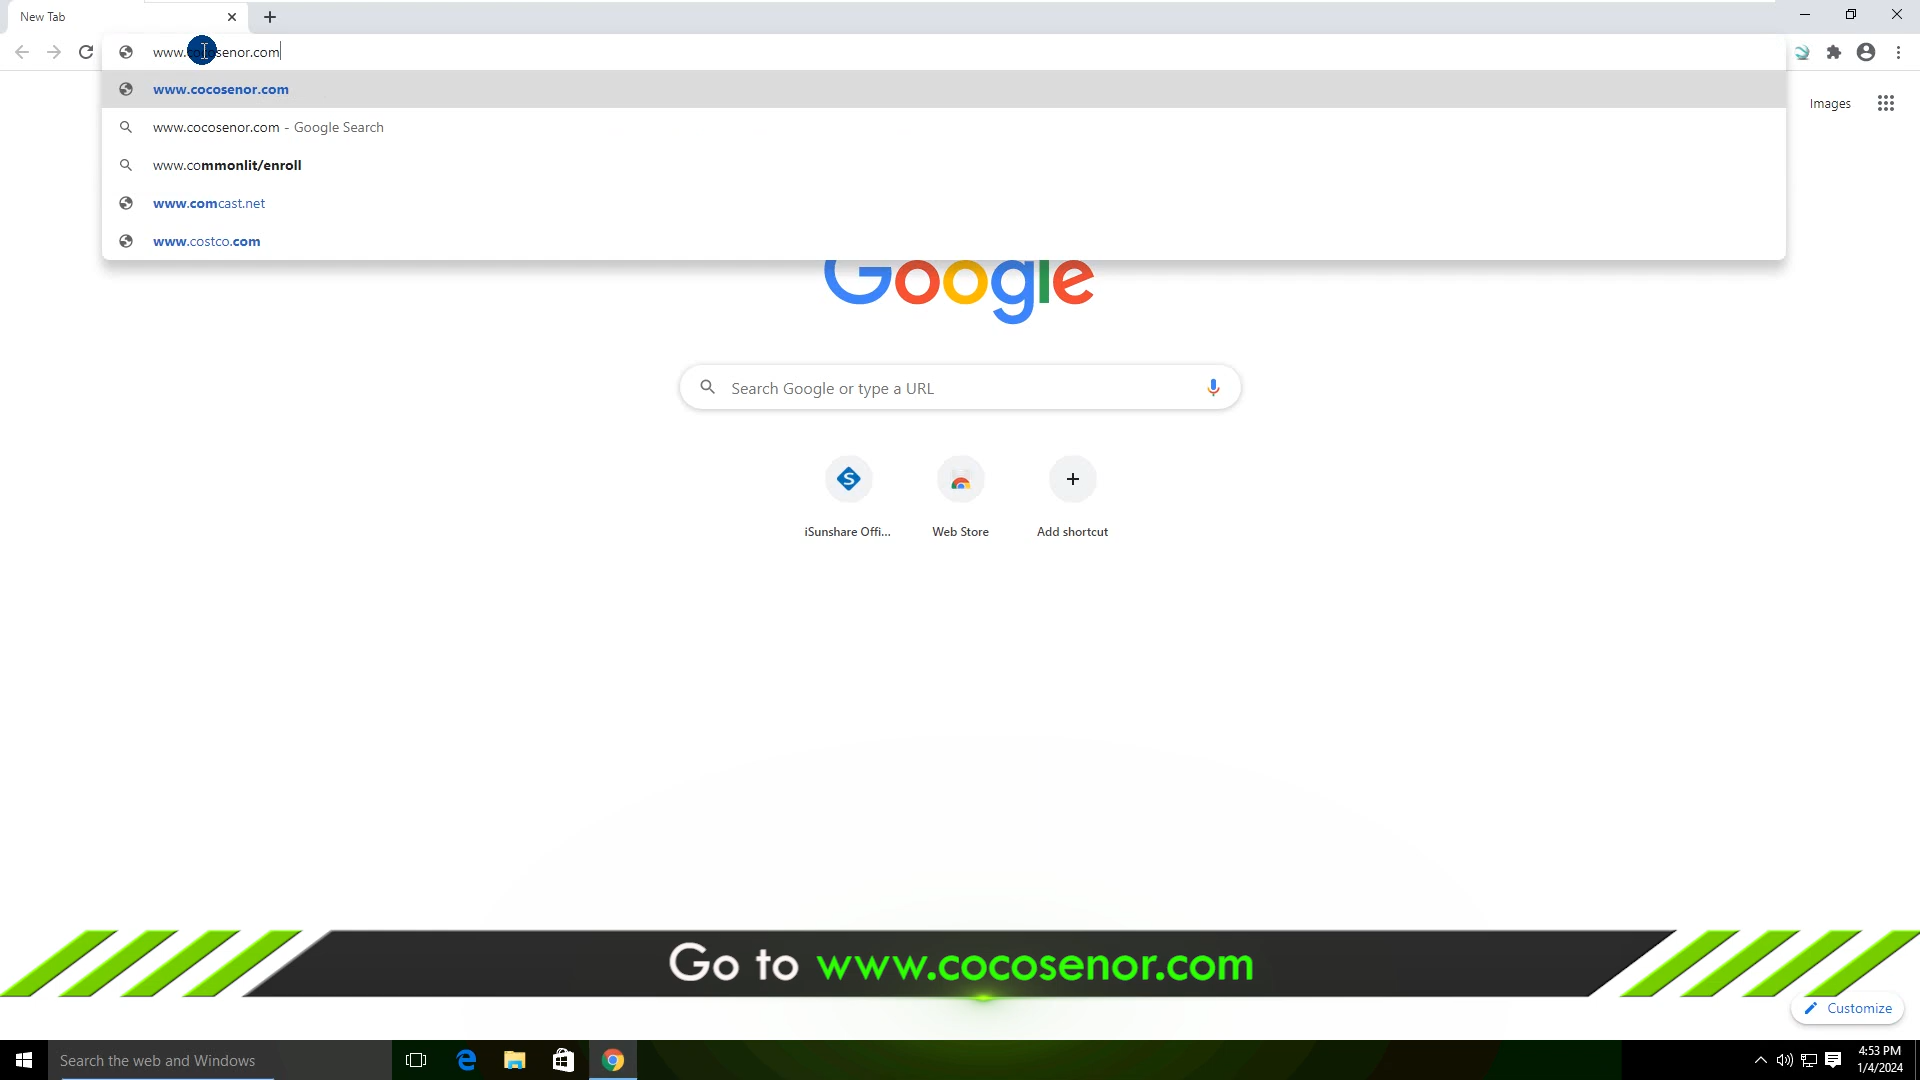 New Tab
www.cocosenor.com
www.cocosenor.com
www.cocosenor.com - Google Search
www.commonlit/enroll
www.comcast.net
www.costco.com
Images
Google
Search Google or type a URL
iSunshare Offi...
Web Store
Add shortcut
Go to www.cocosenor.com
Customize
Search the web and Windows
4:53 PM
1/4/2024